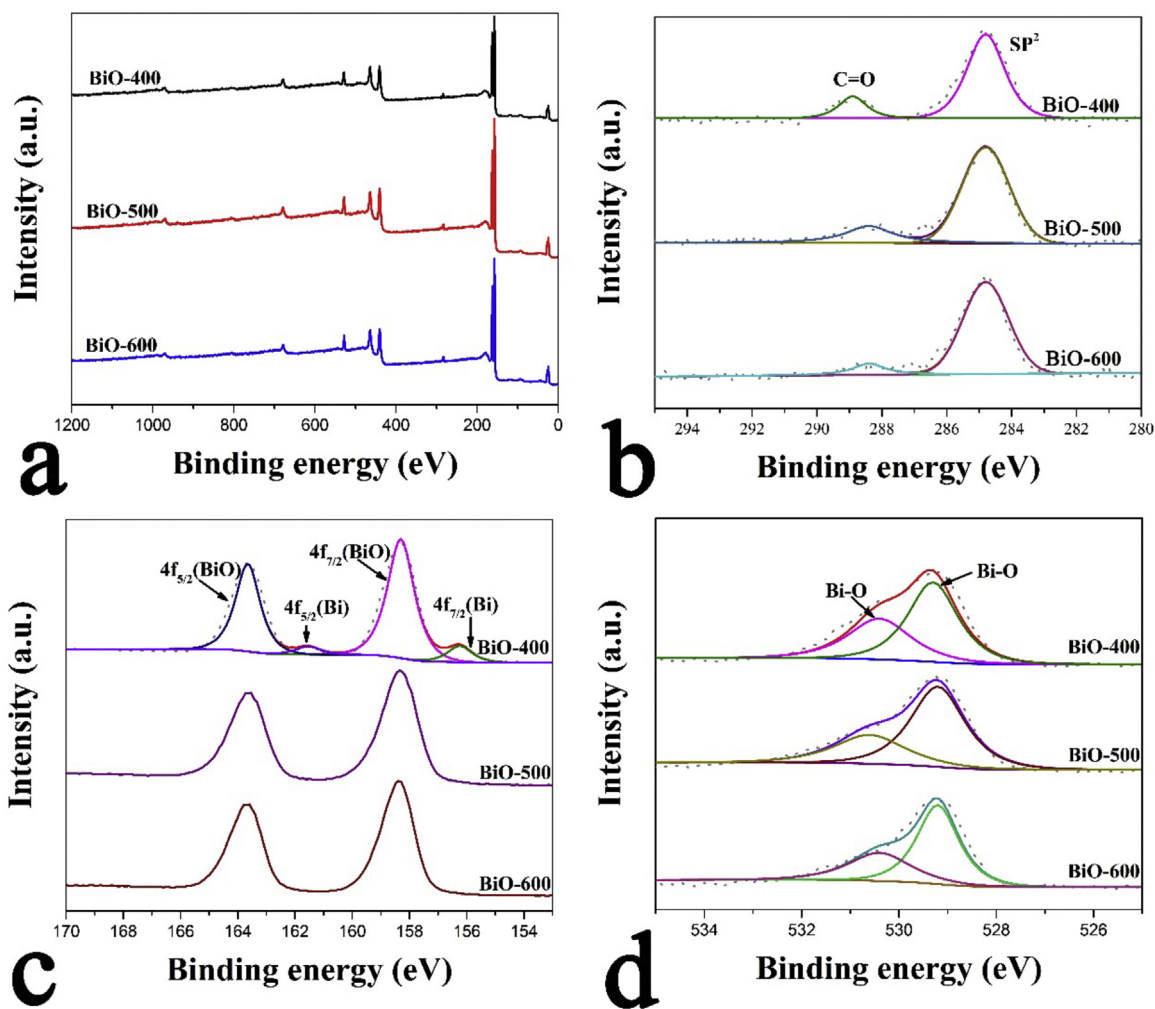 Intensity (a.u.)
BiO-400
BiO-500
BiO-600
1200 1000 800 600 400 200 0
Binding energy (eV)
a
Intensity (a.u.)
SP²
C=O
BiO-400
BiO-500
BiO-600
294 292 290 288 286 284 282 280
Binding energy (eV)
b
Intensity (a.u.)
4f5/2(BiO)
4f5/2(Bi)
4f7/2(BiO)
4f7/2(Bi)
BiO-400
BiO-500
BiO-600
170 168 166 164 162 160 158 156 154
Binding energy (eV)
c
Intensity (a.u.)
Bi-O
Bi-O
BiO-400
BiO-500
BiO-600
534 532 530 528 526
Binding energy (eV)
d